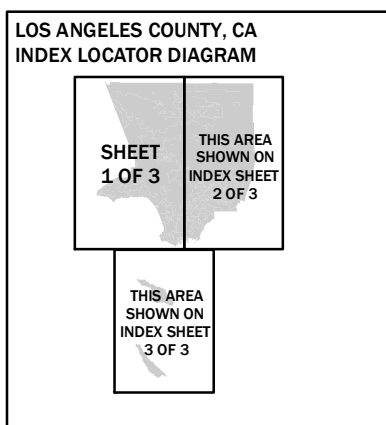 LOS ANGELES COUNTY, CA
INDEX LOCATOR DIAGRAM
SHEET
1 OF 3
THIS AREA
SHOWN ON
INDEX SHEET
2 OF 3
THIS AREA
SHOWN ON
INDEX SHEET
3 OF 3